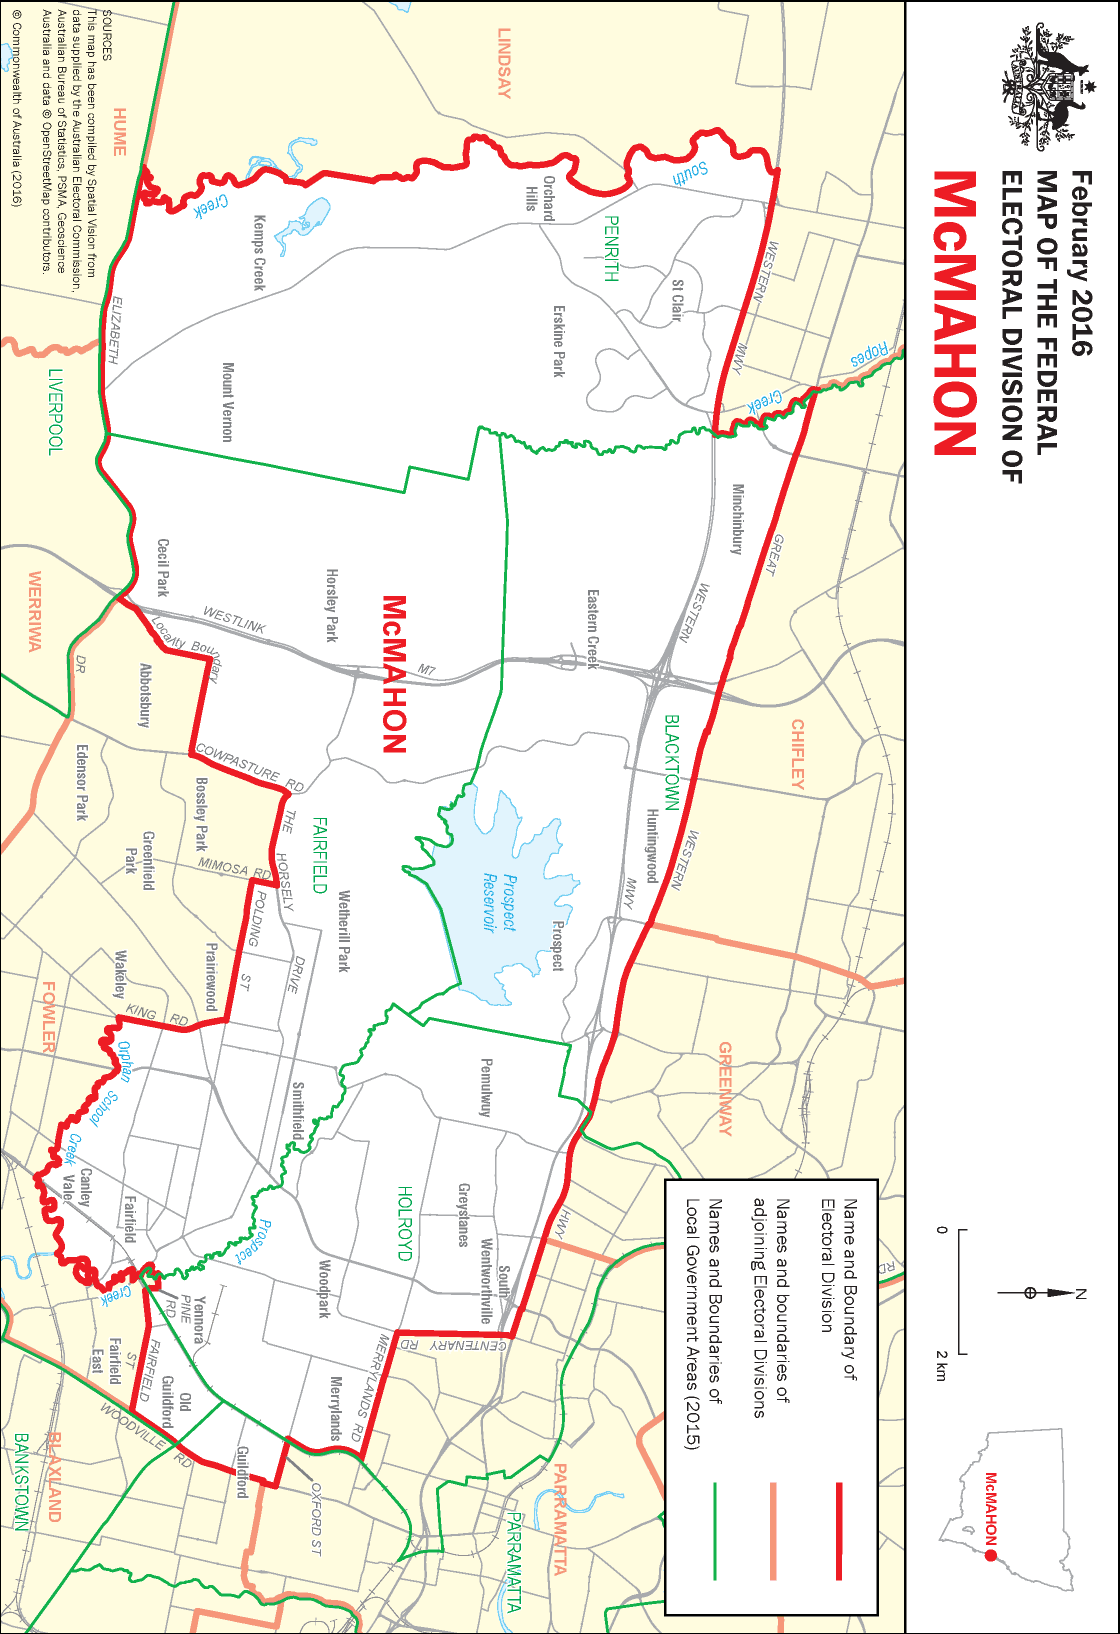 February 2016
MAP OF THE FEDERAL
ELECTORAL DIVISION OF
McMAHON
N
0
2 km
McMAHON
Name and Boundary of
Electoral Division
Names and boundaries of
adjoining Electoral Divisions
Names and Boundaries of
Local Government Areas (2015)
LINDSAY
HUME
CHIFLEY
GREENWAY
PARRAMATTA
PARRAMATTA
WERRIWA
FOWLER
BLAXLAND
BANKSTOWN
LIVERPOOL
PENRITH
BLACKTOWN
FAIRFIELD
HOLROYD
McMAHON
South
Creek
Ropes
Creek
WESTERN
MWY
GREAT
WESTERN
HWY
WESTERN
MWY
RD
Orchard
Hills
St Clair
Erskine Park
Kemps Creek
Mount Vernon
ELIZABETH
DR
Minchinbury
Eastern Creek
Horsley Park
Cecil Park
WESTLINK
M7
Locality Boundary
Abbotsbury
COWPASTURE RD
Edensor Park
Bossley Park
Greenfield
Park
THE
HORSLEY
DRIVE
MIMOSA RD
POLDING
ST
Huntingwood
Prospect
Reservoir
Prospect
Wetherill Park
Prairiewood
Wakeley
KING RD
Orphan
School
Creek
Canley
Vale
Fairfield
Smithfield
Pemulwuy
Greystanes
South
Wentworthville
Woodpark
Prospect
Creek
Yennora
PINE
RD
Fairfield
East
FAIRFIELD
ST
Old
Guildford
WOODVILLE
RD
Guildford
Merrylands
MERRYLANDS RD
CENTENARY RD
OXFORD ST
SOURCES
This map has been compiled by Spatial Vision from
data supplied by the Australian Electoral Commission,
Australian Bureau of Statistics, PSMA, Geoscience
Australia and data © OpenStreetMap contributors.
© Commonwealth of Australia (2016)